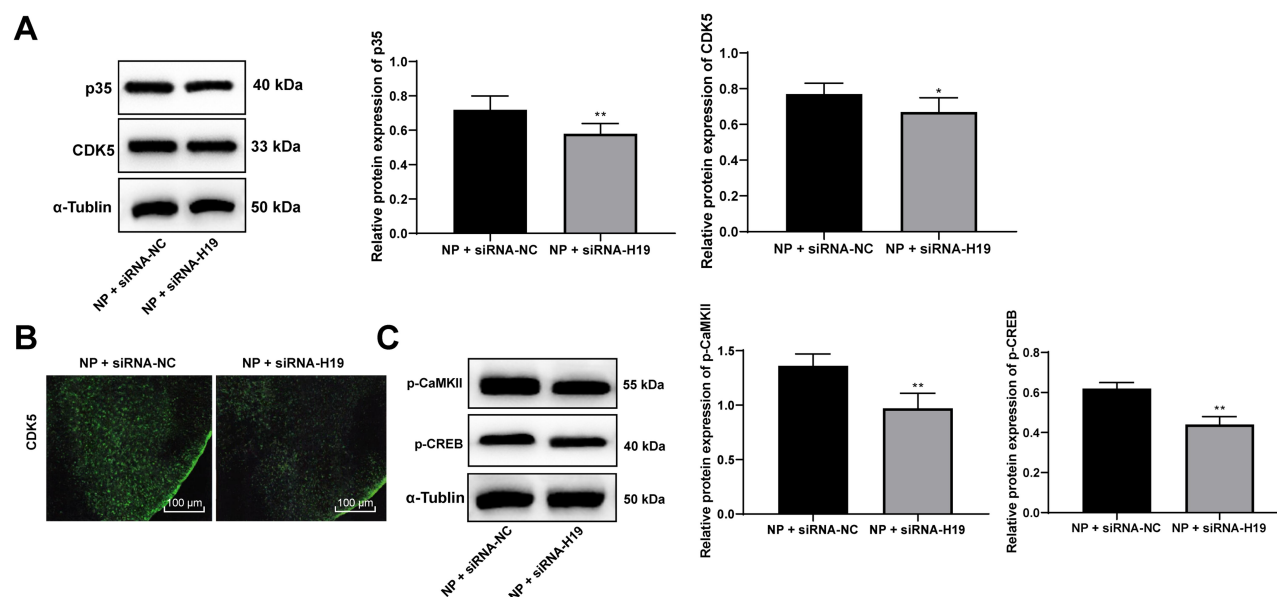 A
p35
40 kDa
CDK5
33 kDa
α-Tublin
50 kDa
NP + siRNA-NC
NP + siRNA-H19
Relative protein expression of p35
1.0
0.8
0.6
0.4
0.2
0.0
**
NP + siRNA-NC
NP + siRNA-H19
Relative protein expression of CDK5
1.0
0.8
0.6
0.4
0.2
0.0
*
NP + siRNA-NC
NP + siRNA-H19
B
NP + siRNA-NC
NP + siRNA-H19
CDK5
100 μm
100 μm
C
p-CaMKII
55 kDa
p-CREB
40 kDa
α-Tublin
50 kDa
NP + siRNA-NC
NP + siRNA-H19
Relative protein expression of p-CaMKII
1.5
1.0
0.5
0.0
**
NP + siRNA-NC
NP + siRNA-H19
Relative protein expression of p-CREB
0.8
0.6
0.4
0.2
0.0
**
NP + siRNA-NC
NP + siRNA-H19